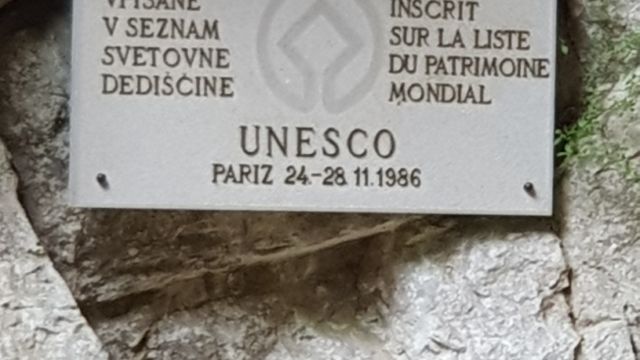 VPISANE
V SEZNAM
SVETOVNE
DEDIŠČINE
INSCRIT
SUR LA LISTE
DU PATRIMOINE
MONDIAL
UNESCO
PARIZ 24.-28. 11. 1986